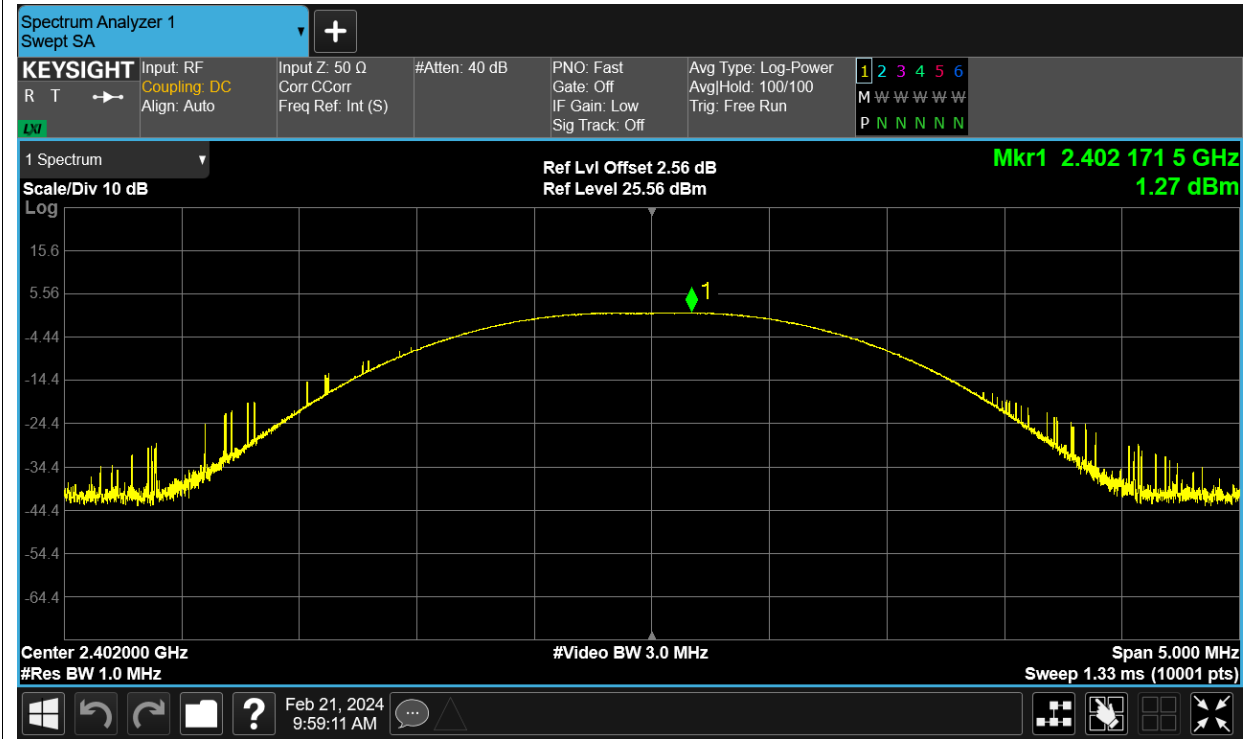 Spectrum Analyzer 1
Swept SA
KEYSIGHT Input: RF Input Z: 50 Ω #Atten: 40 dB PNO: Fast Avg Type: Log-Power 1 2 3 4 5 6
R T Coupling: DC Corr CCorr Gate: Off Avg|Hold: 100/100 M W W W W W
Align: Auto Freq Ref: Int (S) IF Gain: Low Trig: Free Run
LXI Sig Track: Off P N N N N N
1 Spectrum Ref Lvl Offset 2.56 dB Mkr1 2.402 171 5 GHz
Scale/Div 10 dB Ref Level 25.56 dBm 1.27 dBm
Log
15.6
5.56
1
-4.44
-14.4
-24.4
-34.4
-44.4
-54.4
-64.4
Center 2.402000 GHz #Video BW 3.0 MHz Span 5.000 MHz
#Res BW 1.0 MHz Sweep 1.33 ms (10001 pts)
? Feb 21, 2024
9:59:11 AM